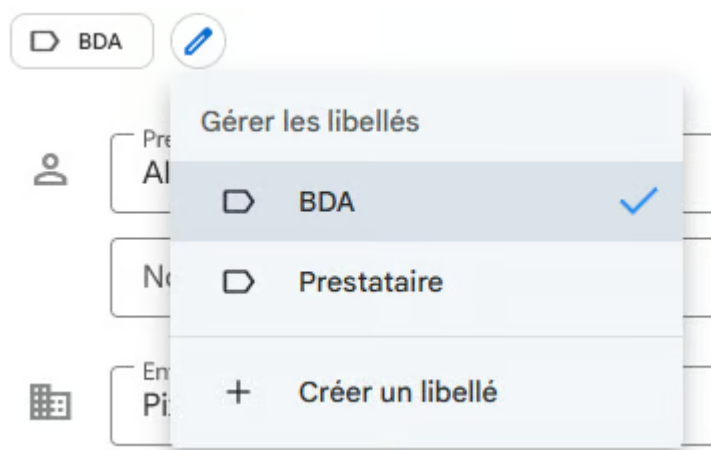 BDA
Gérer les libellés
BDA
Prestataire
Créer un libellé